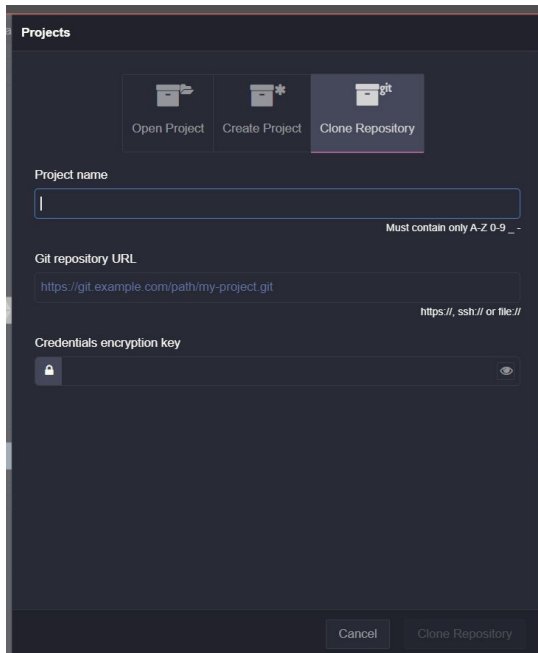 Projects
git
Open Project
Create Project
Clone Repository
Project name
Must contain only A-Z 0-9 _ -
Git repository URL
https://git.example.com/path/my-project.git
https://, ssh:// or file://
Credentials encryption key
Cancel
Clone Repository